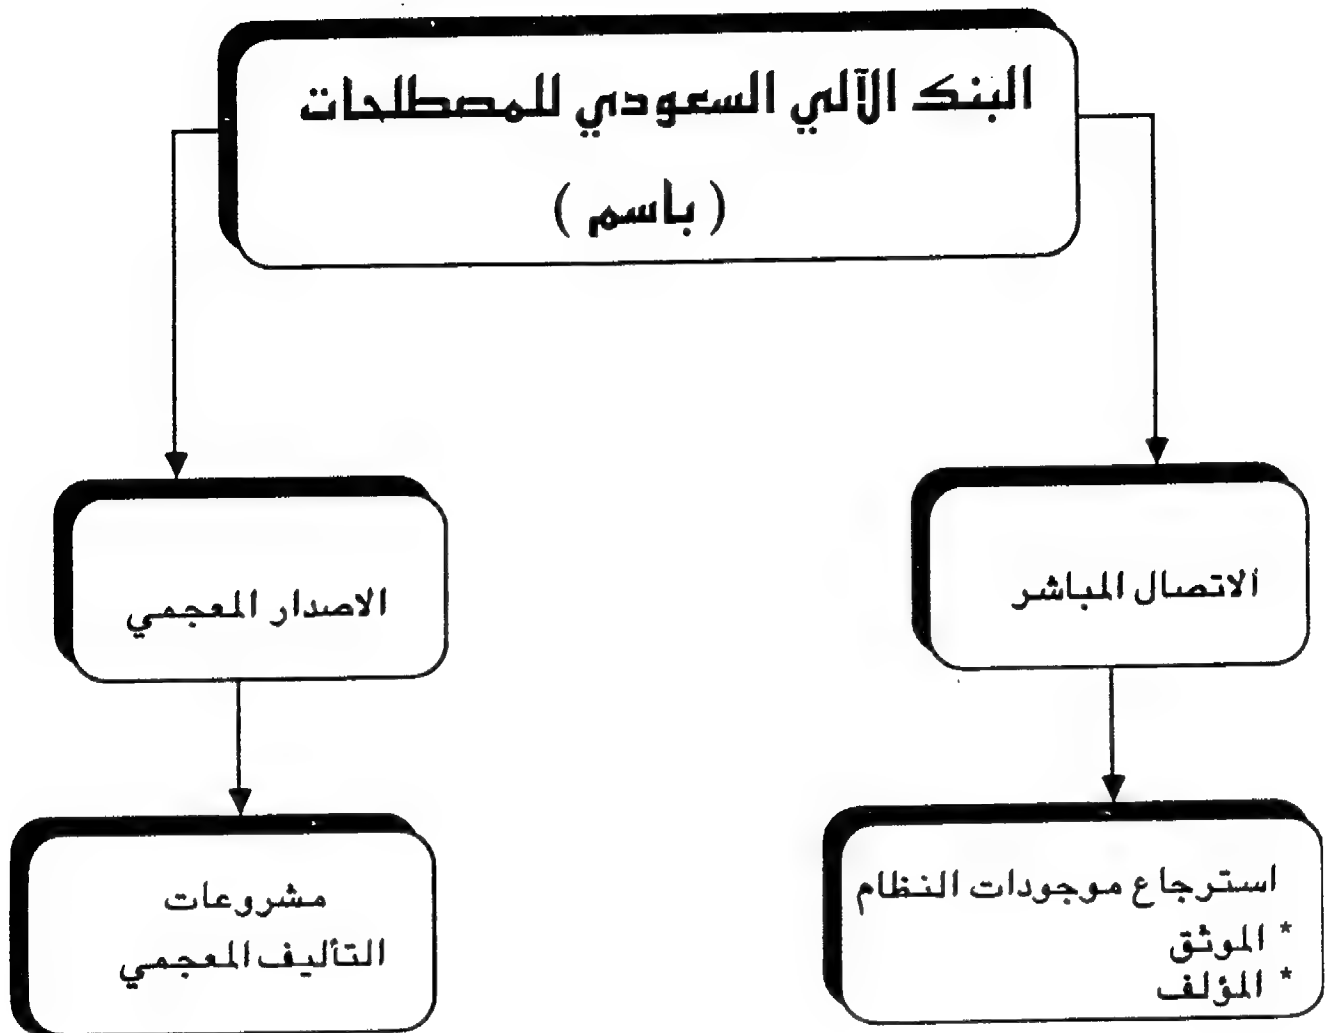 البنك الآلي السعودي للمصطلحات
( باسم )
الاتصال المباشر
الاصدار المعجمي
استرجاع موجودات النظام
* الموثق
* المؤلف
مشروعات
التأليف المعجمي